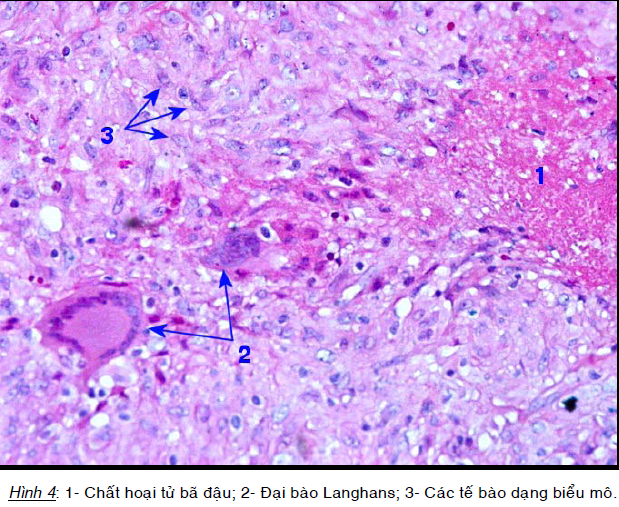 3
1
2
Hình 4: 1- Chất hoại tử bã đậu; 2- Đại bào Langhans; 3- Các tế bào dạng biểu mô.